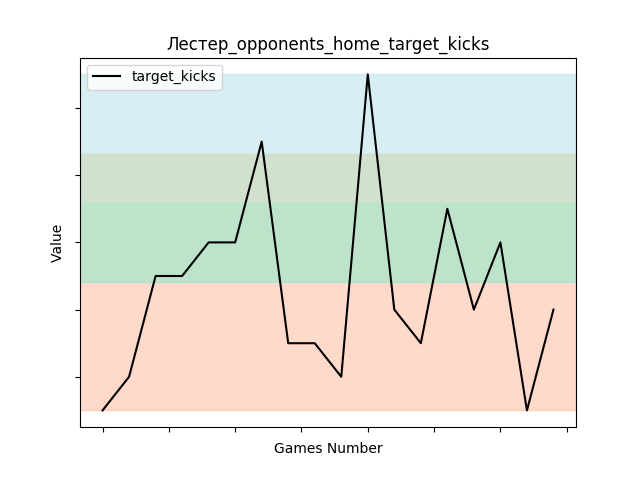 Лестер_opponents_home_target_kicks
target_kicks
Value
Games Number